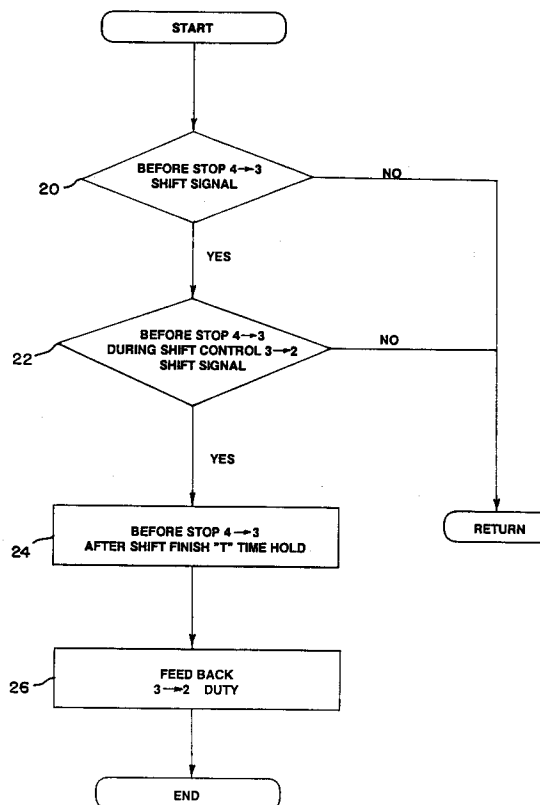 START
20
BEFORE STOP 4→3
SHIFT SIGNAL
NO
YES
22
BEFORE STOP 4→3
DURING SHIFT CONTROL 3→2
SHIFT SIGNAL
NO
YES
24
BEFORE STOP 4→3
AFTER SHIFT FINISH "T" TIME HOLD
RETURN
26
FEED BACK
3→2 DUTY
END